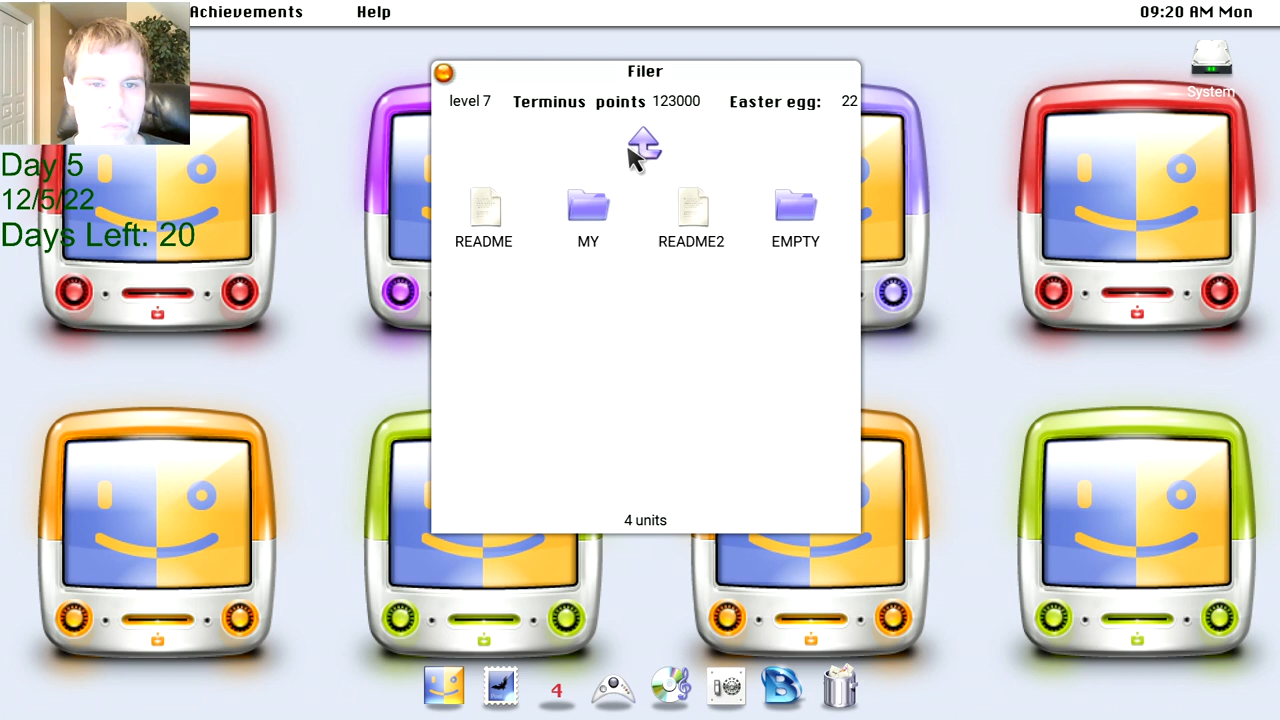 Achievements Help 09:20 AM Mon
Filer
level 7 Terminus points 123000 Easter egg: 22
System
Day 5
12/5/22
Days Left: 20
README MY README2 EMPTY
4 units
4